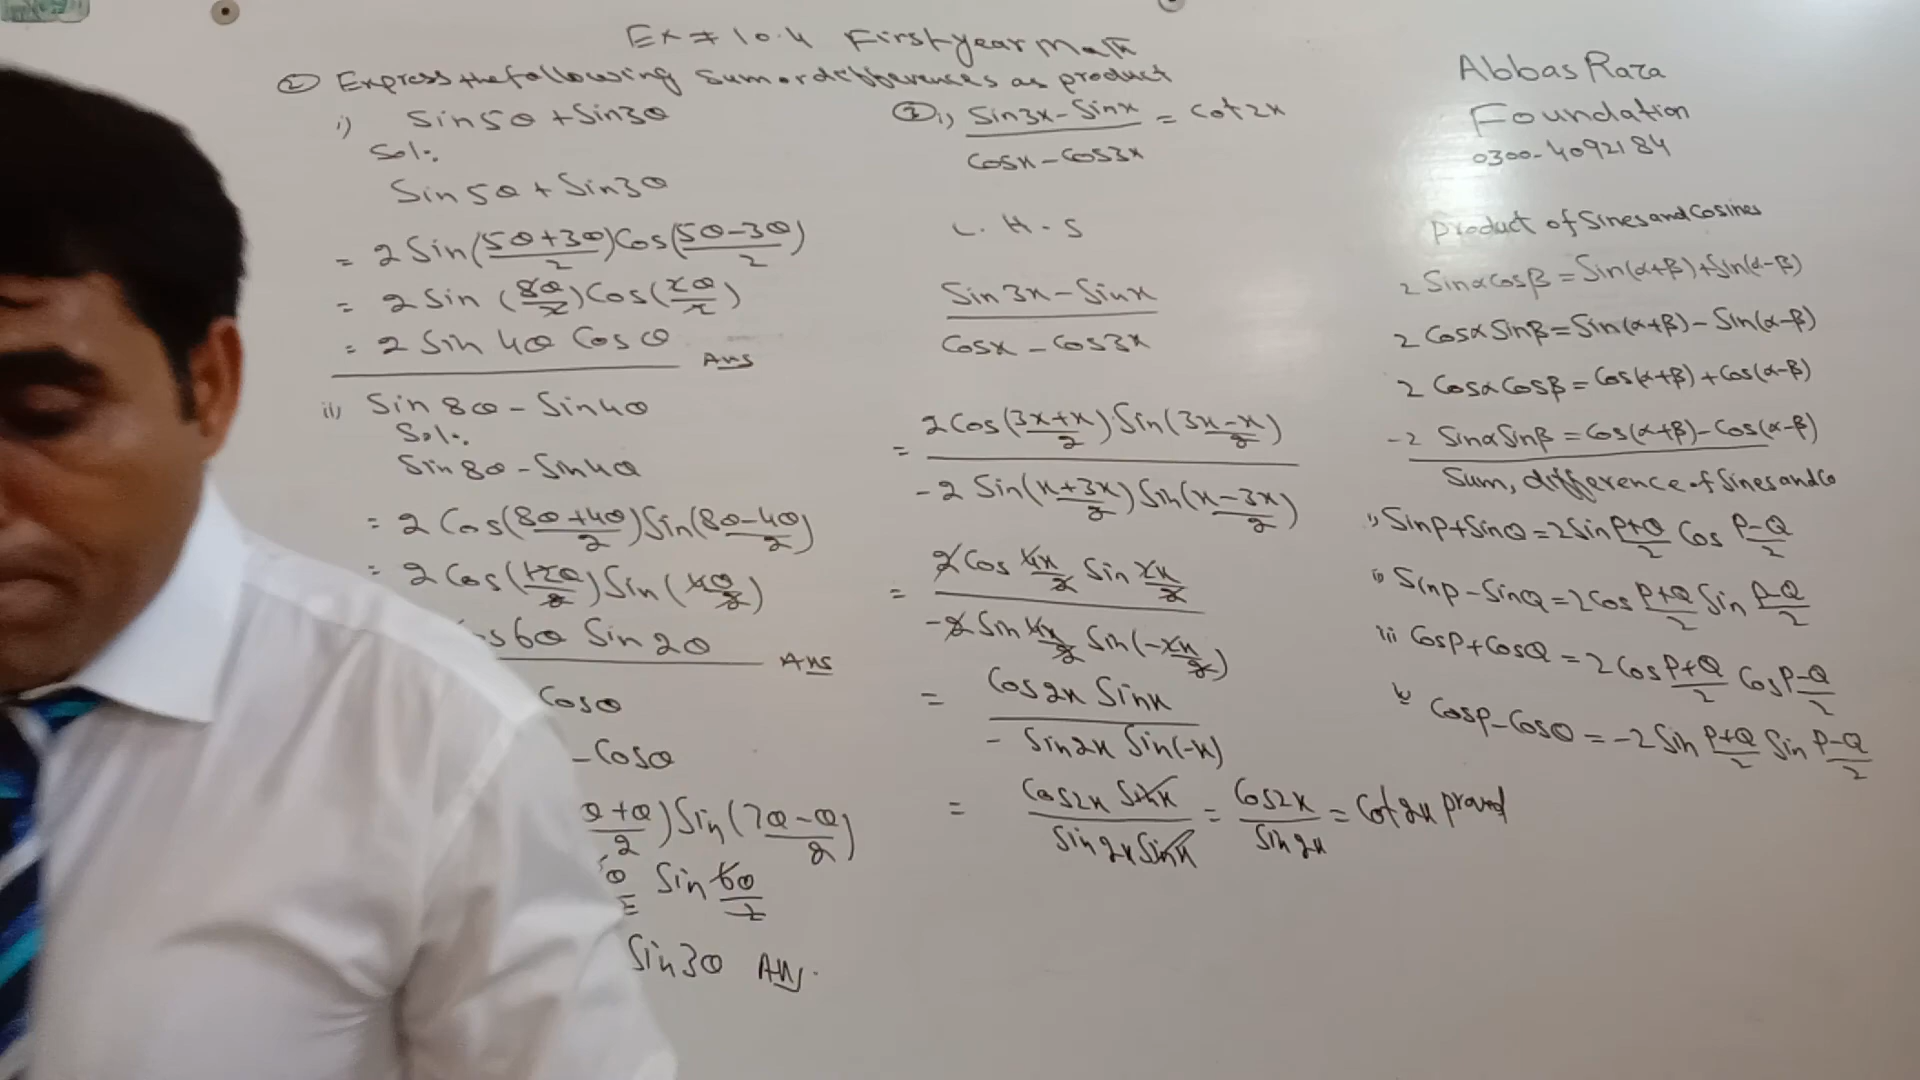 Ex # 10.4 First year Math
② Express the following Sum or differences as product
i) Sin5θ + Sin3θ
Sol:
Sin5θ + Sin3θ
= 2 Sin((5θ+3θ)/2) Cos((5θ-3θ)/2)
= 2 Sin (8θ/2) Cos (2θ/2)
= 2 Sin 4θ Cos θ Ans
ii) Sin 8θ - Sin4θ
Sol:
Sin 8θ - Sin4θ
= 2 Cos((8θ+4θ)/2) Sin((8θ-4θ)/2)
= 2 Cos (12θ/2) Sin (4θ/2)
s6θ Sin 2θ Ans
Cosθ
- Cosθ
θ+θ)/2) Sin((7θ-θ)/2)
θ Sin 6θ/2
Sin3θ Ans.
③ i) (Sin3x - Sinx)/(Cosx - Cos3x) = Cot2x
L.H.S
(Sin3x - Sinx)/(Cosx - Cos3x)
= (2Cos((3x+x)/2) Sin((3x-x)/2))/(-2 Sin((x+3x)/2) Sin((x-3x)/2))
= (2Cos 4x/2 Sin 2x/2)/(-2 Sin 4x/2 Sin(-2x/2))
= (Cos2x Sinx)/(- Sin2x Sin(-x))
= (Cos2x Sinx)/(Sin2x Sinx) = Cos2x/Sin2x = Cot2x proved
Abbas Raza
Foundation
0300-4092184
Product of Sines and Cosines
2 Sinα Cosβ = Sin(α+β) + Sin(α-β)
2 Cosα Sinβ = Sin(α+β) - Sin(α-β)
2 Cosα Cosβ = Cos(α+β) + Cos(α-β)
-2 Sinα Sinβ = Cos(α+β) - Cos(α-β)
Sum, difference of Sines and Co
i) SinP + SinQ = 2Sin (P+Q)/2 Cos (P-Q)/2
ii) SinP - SinQ = 2Cos (P+Q)/2 Sin (P-Q)/2
iii CosP + CosQ = 2Cos (P+Q)/2 Cos (P-Q)/2
iv CosP - CosQ = -2 Sin (P+Q)/2 Sin (P-Q)/2